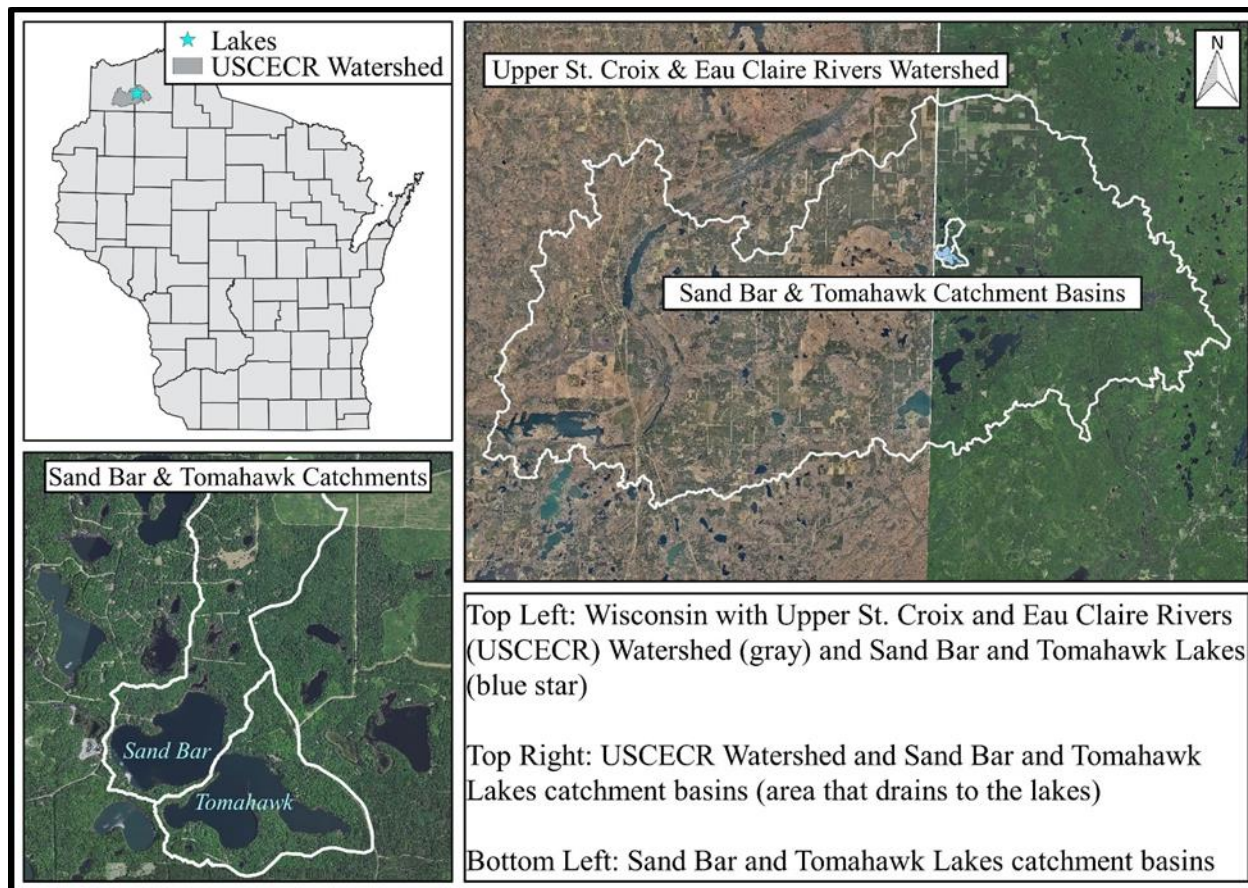 Lakes
USCECR Watershed
Upper St. Croix & Eau Claire Rivers Watershed
N
Sand Bar & Tomahawk Catchment Basins
Sand Bar & Tomahawk Catchments
Sand Bar
Tomahawk
Top Left: Wisconsin with Upper St. Croix and Eau Claire Rivers
(USCECR) Watershed (gray) and Sand Bar and Tomahawk Lakes
(blue star)
Top Right: USCECR Watershed and Sand Bar and Tomahawk
Lakes catchment basins (area that drains to the lakes)
Bottom Left: Sand Bar and Tomahawk Lakes catchment basins